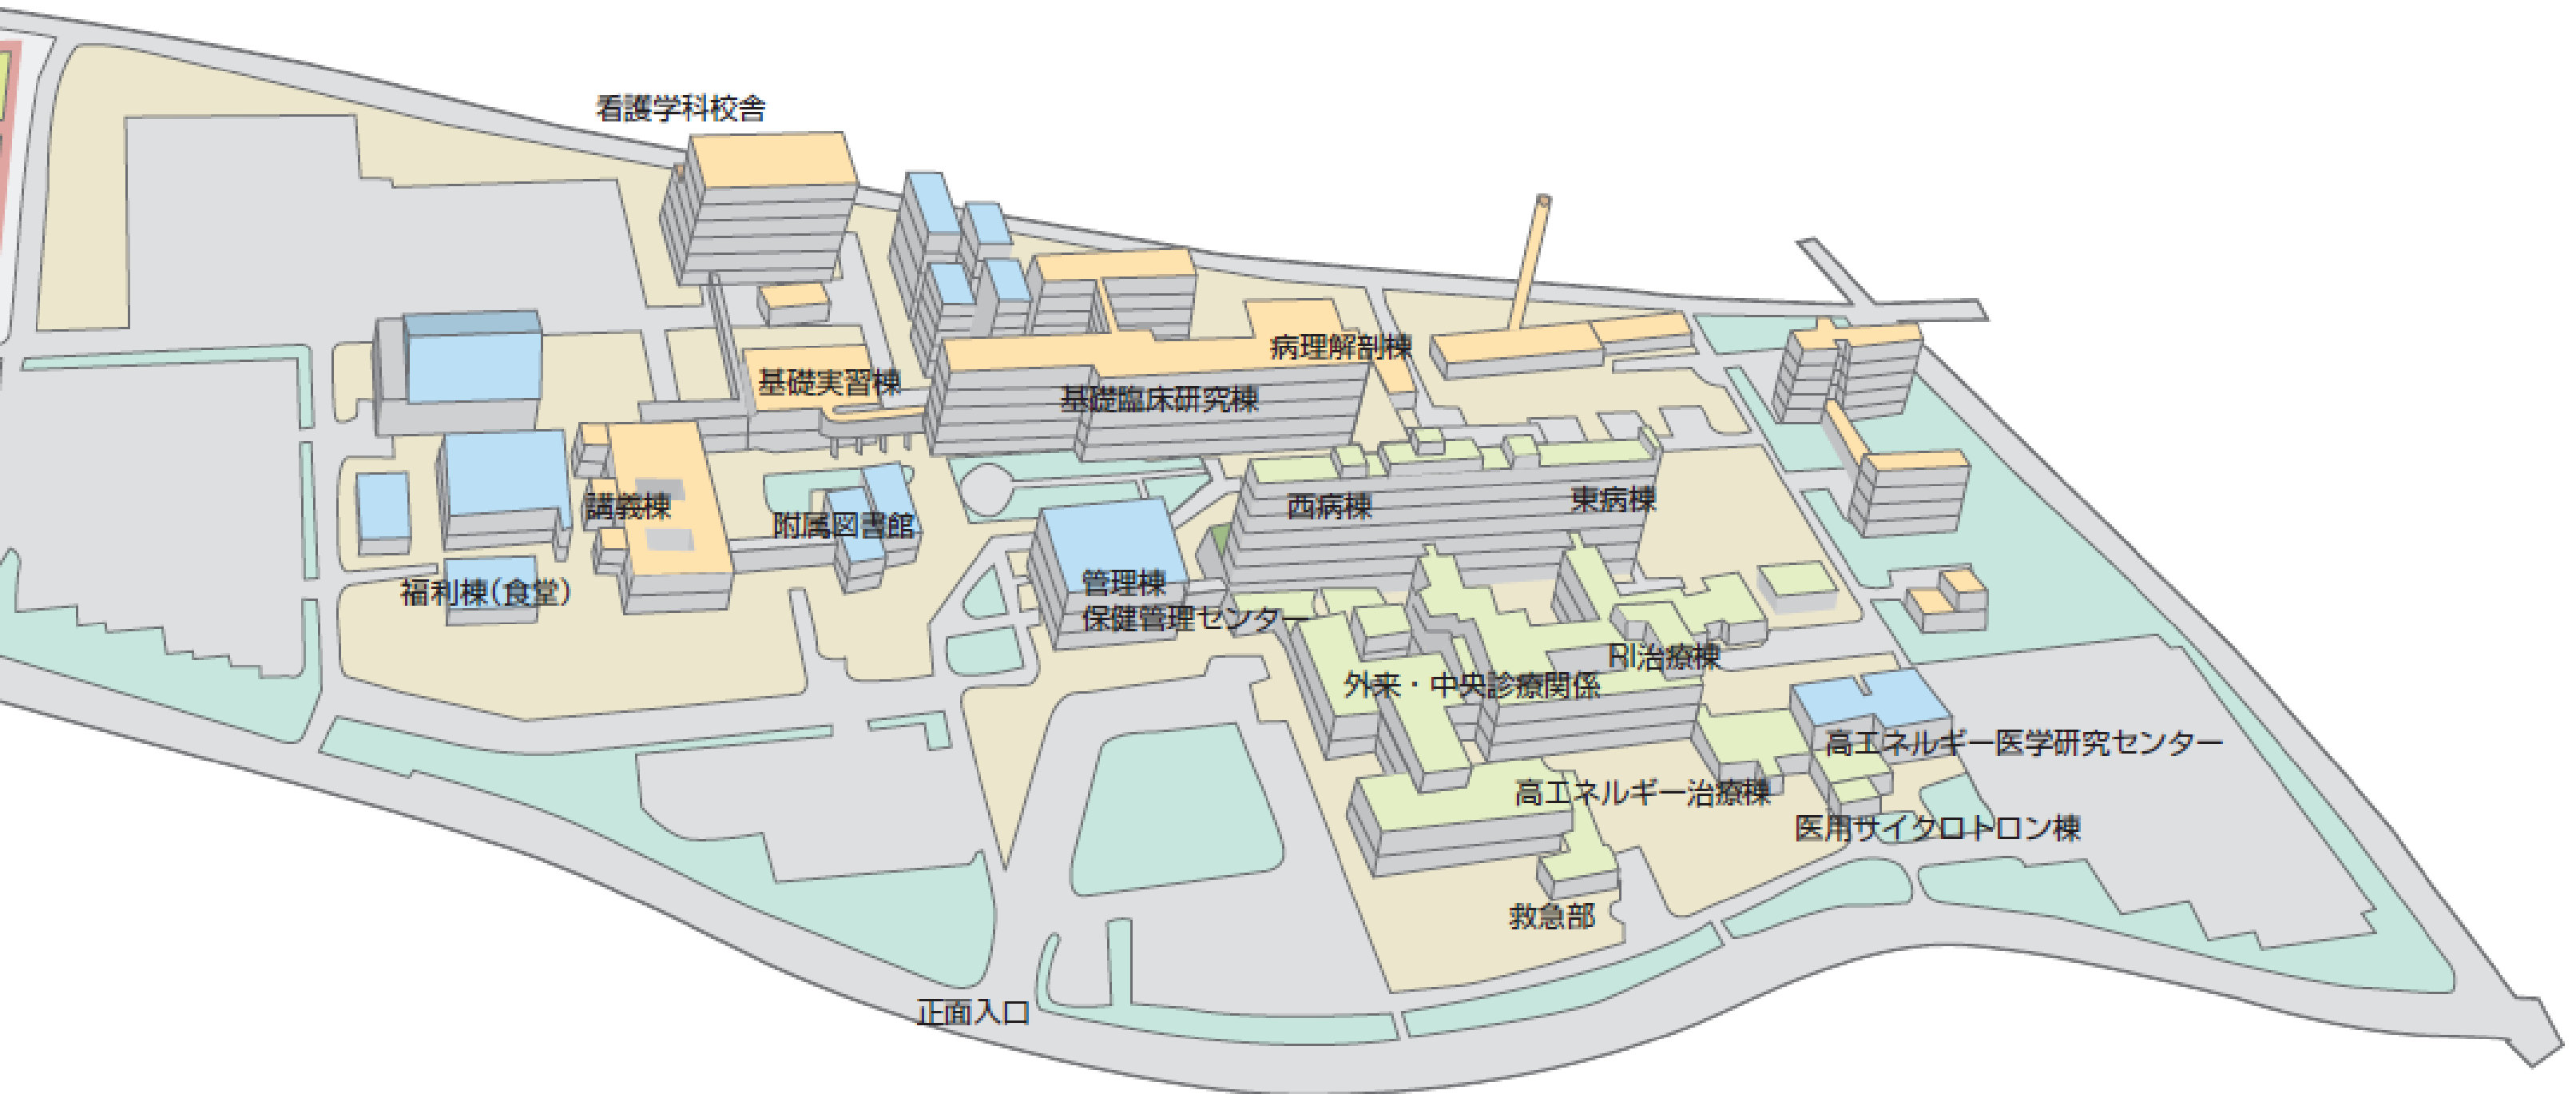 看護学科校舎
病理解剖棟
基礎実習棟
基礎臨床研究棟
講義棟
附属図書館
西病棟
東病棟
福利棟(食堂)
管理棟
保健管理センター
RI治療棟
外来・中央診療関係
高エネルギー医学研究センター
高エネルギー治療棟
医用サイクロトロン棟
救急部
正面入口